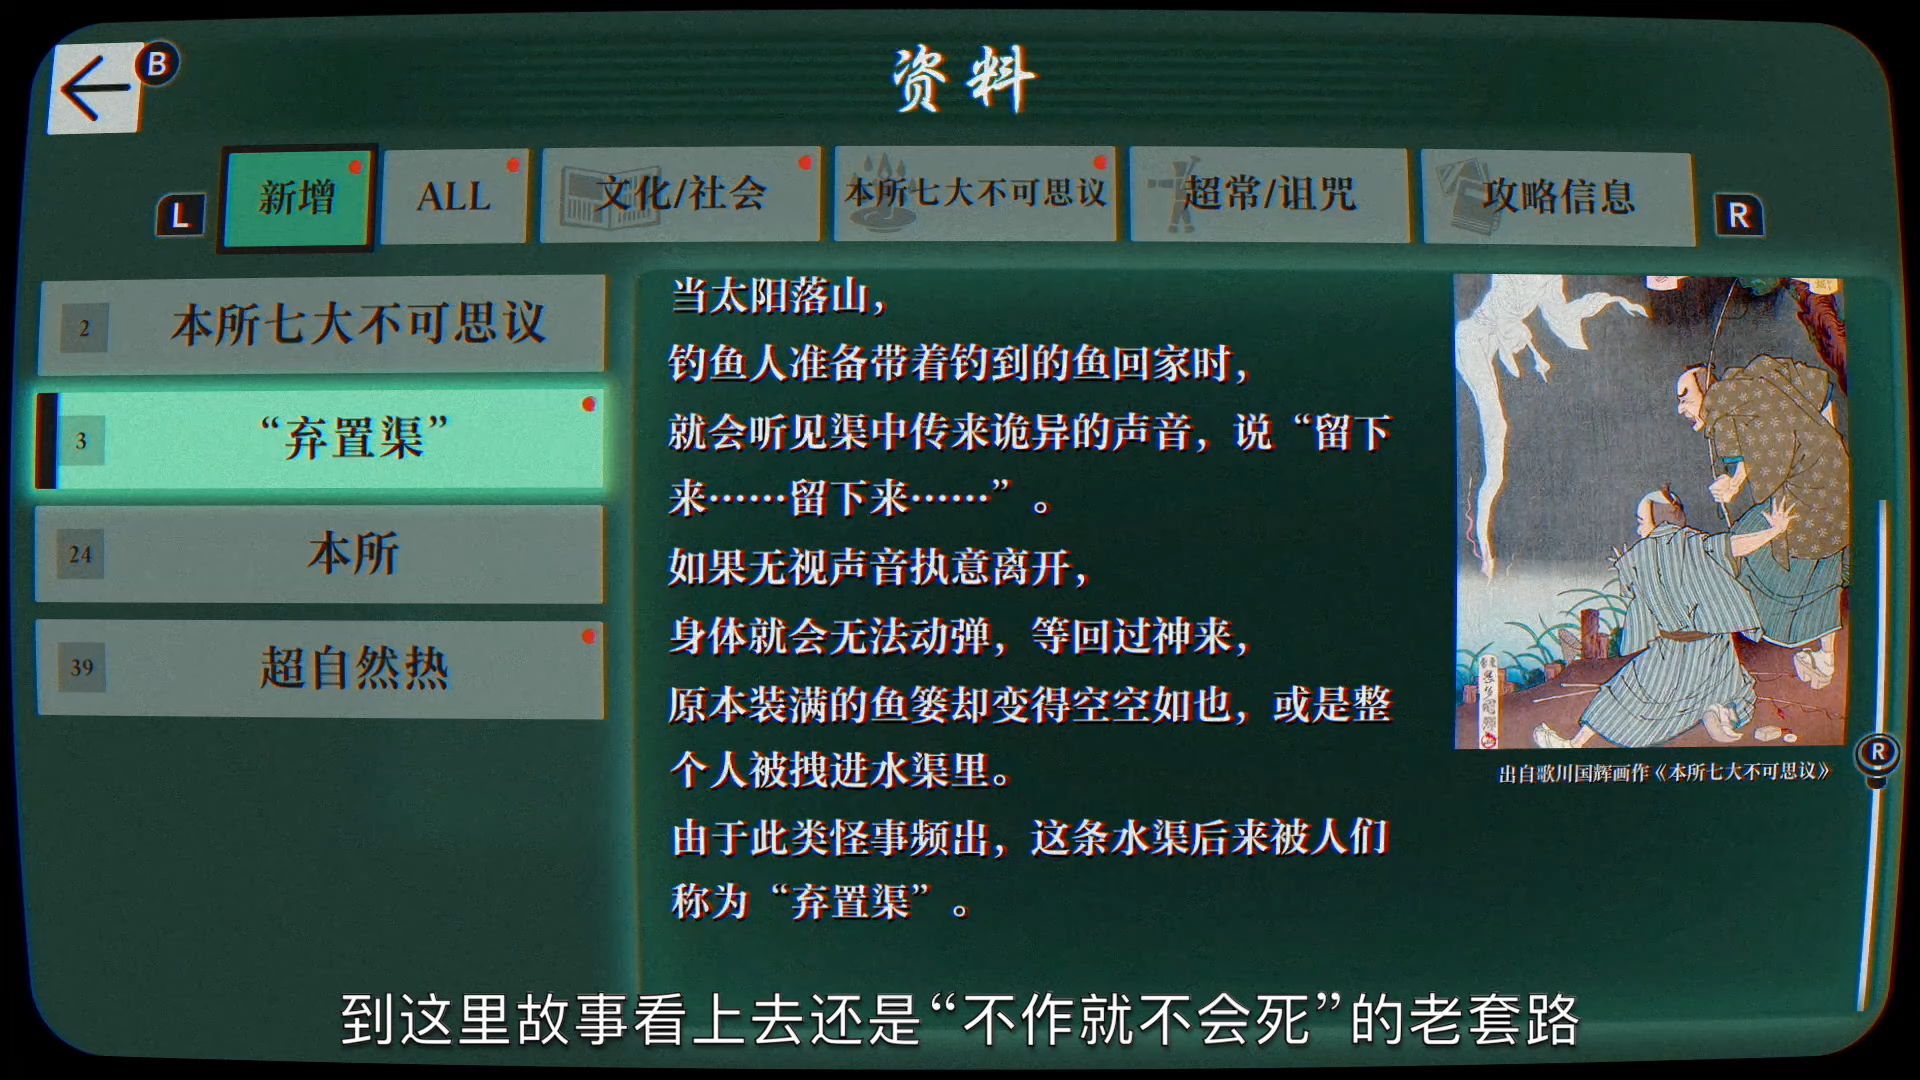 B
资料
L
新增
ALL
文化/社会
本所七大不可思议
超常/诅咒
攻略信息
R
2
本所七大不可思议
3
“弃置渠”
24
本所
39
超自然热
当太阳落山，
钓鱼人准备带着钓到的鱼回家时，
就会听见渠中传来诡异的声音，说“留下
来……留下来……”。
如果无视声音执意离开，
身体就会无法动弹，等回过神来，
原本装满的鱼篓却变得空空如也，或是整
个人被拽进水渠里。
由于此类怪事频出，这条水渠后来被人们
称为“弃置渠”。
出自歌川国辉画作《本所七大不可思议》
R
到这里故事看上去还是“不作就不会死”的老套路